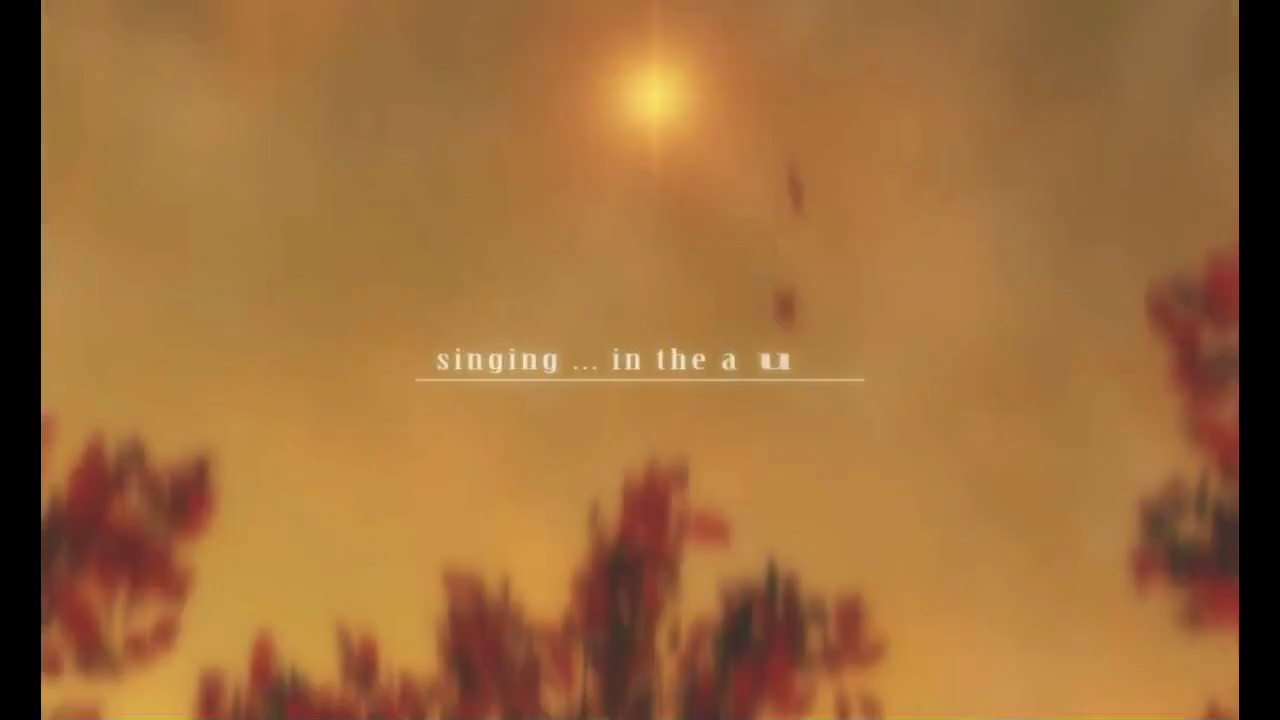 singing ... in the a u